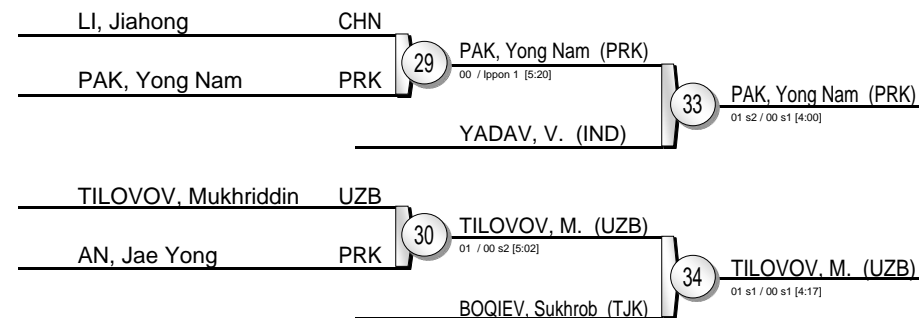 LI, Jiahong CHN
PAK, Yong Nam PRK
29
PAK, Yong Nam (PRK)
00 / Ippon 1 [5:20]
YADAV, V. (IND)
33
PAK, Yong Nam (PRK)
01 s2 / 00 s1 [4:00]
TILOVOV, Mukhriddin UZB
AN, Jae Yong PRK
30
TILOVOV, M. (UZB)
01 / 00 s2 [5:02]
BOQIEV, Sukhrob (TJK)
34
TILOVOV, M. (UZB)
01 s1 / 00 s1 [4:17]